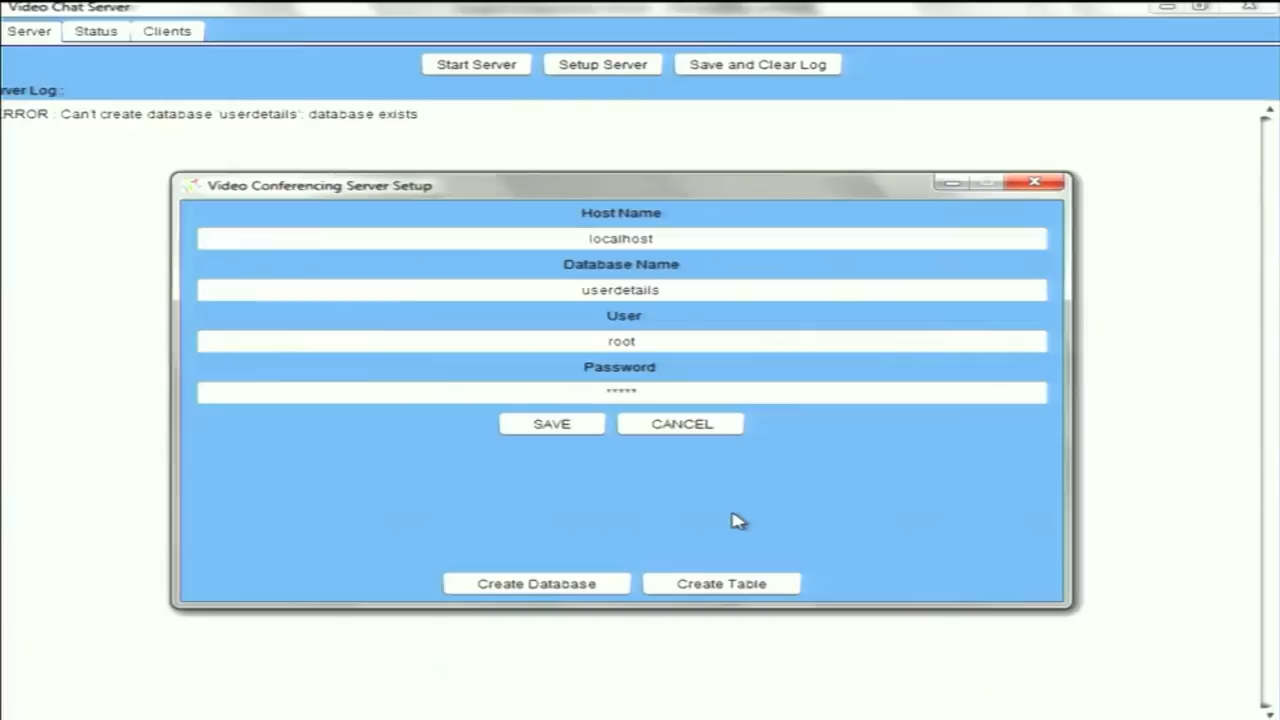 Video Chat Server
Server Status Clients
Start Server Setup Server Save and Clear Log
rver Log :
RROR : Can't create database 'userdetails'; database exists
Video Conferencing Server Setup
Host Name
localhost
Database Name
userdetails
User
root
Password
*****
SAVE CANCEL
Create Database Create Table